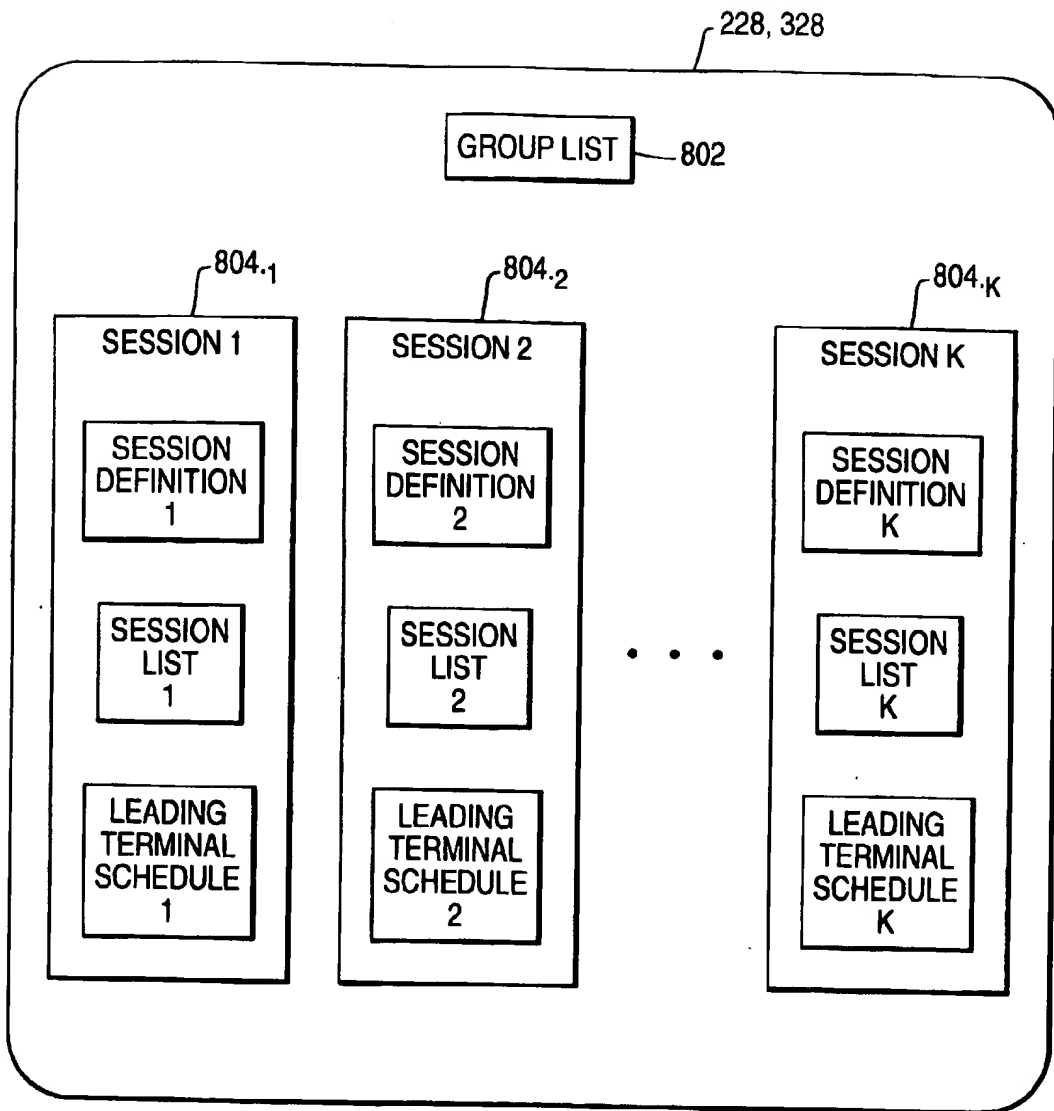 228, 328
GROUP LIST
802
804.1
804.2
804.K
SESSION 1
SESSION 2
SESSION K
SESSION
DEFINITION
1
SESSION
DEFINITION
2
SESSION
DEFINITION
K
SESSION
LIST
1
SESSION
LIST
2
• • •
SESSION
LIST
K
LEADING
TERMINAL
SCHEDULE
1
LEADING
TERMINAL
SCHEDULE
2
LEADING
TERMINAL
SCHEDULE
K